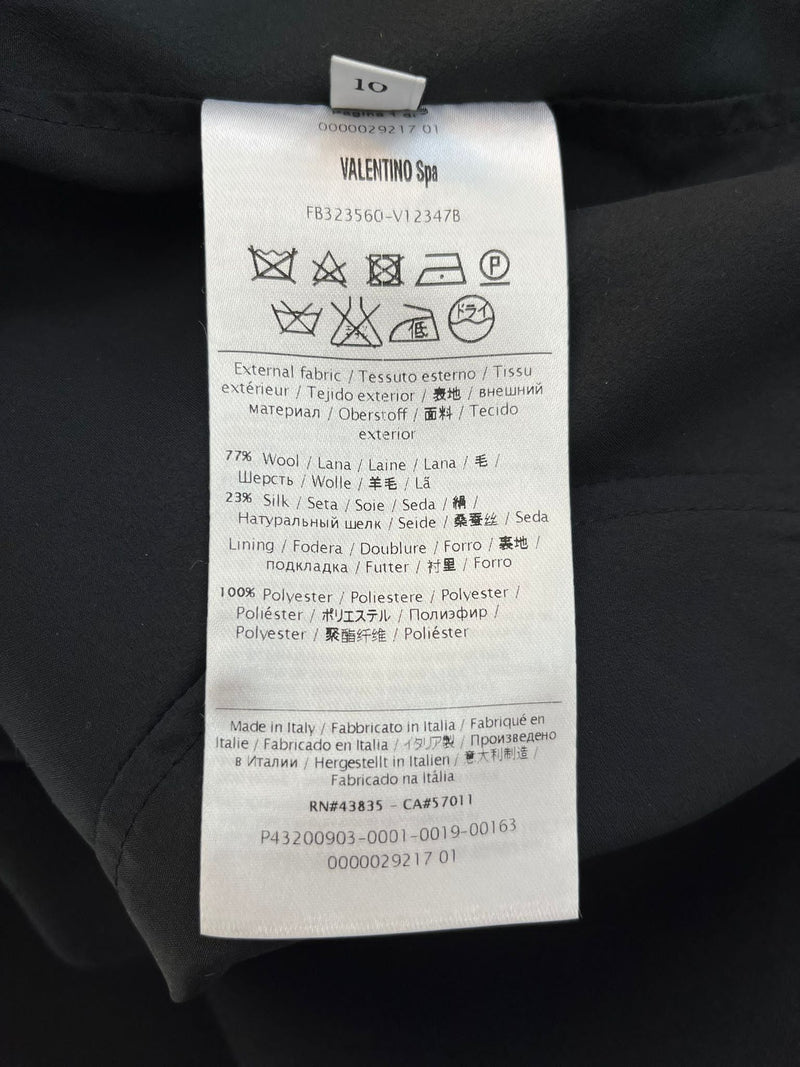 10
Pagina 1 di 3
0000029217 01
VALENTINO Spa
FB323560-V12347B
P
低 ドライ
External fabric / Tessuto esterno / Tissu
extérieur / Tejido exterior / 表地 / внешний
материал / Oberstoff / 面料 / Tecido
exterior
77% Wool / Lana / Laine / Lana / 毛 /
Шерсть / Wolle / 羊毛 / Lã
23% Silk / Seta / Soie / Seda / 絹 /
Натуральный шелк / Seide / 桑蚕丝 / Seda
Lining / Fodera / Doublure / Forro / 裏地 /
подкладка / Futter / 衬里 / Forro
100% Polyester / Poliestere / Polyester /
Poliéster / ポリエステル / Полиэфир /
Polyester / 聚酯纤维 / Poliéster
Made in Italy / Fabbricato in Italia / Fabriqué en
Italie / Fabricado en Italia / イタリア製 / Произведено
в Италии / Hergestellt in Italien / 意大利制造 /
Fabricado na Itália
RN#43835 - CA#57011
P43200903-0001-0019-00163
0000029217 01